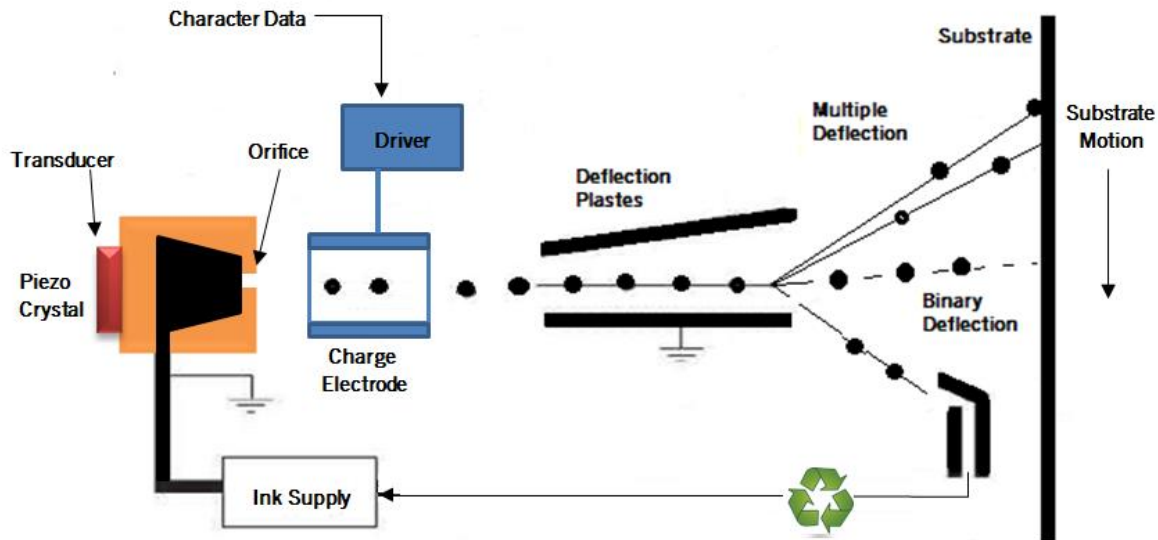 Character Data
Substrate
Multiple
Deflection
Substrate
Motion
Driver
Transducer
Orifice
Deflection
Plastes
Piezo
Crystal
Binary
Deflection
Charge
Electrode
Ink Supply